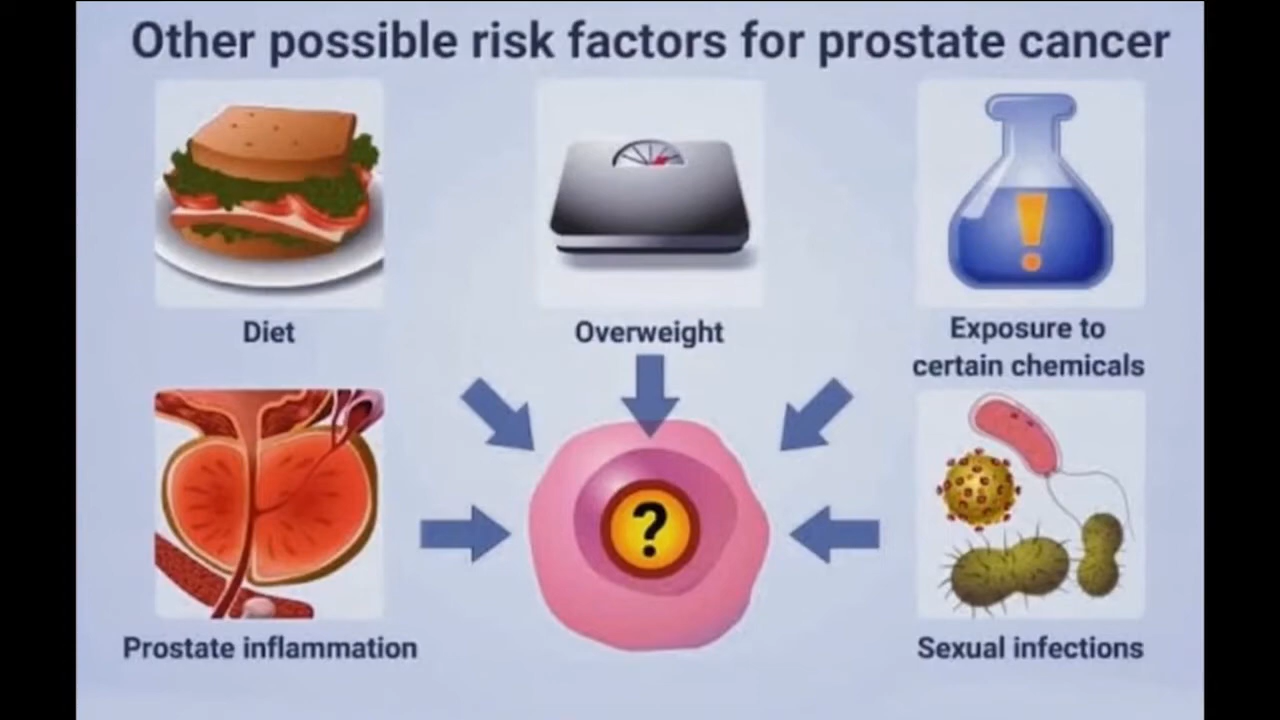 Other possible risk factors for prostate cancer
Diet
Overweight
Exposure to
certain chemicals
?
Prostate inflammation
Sexual infections